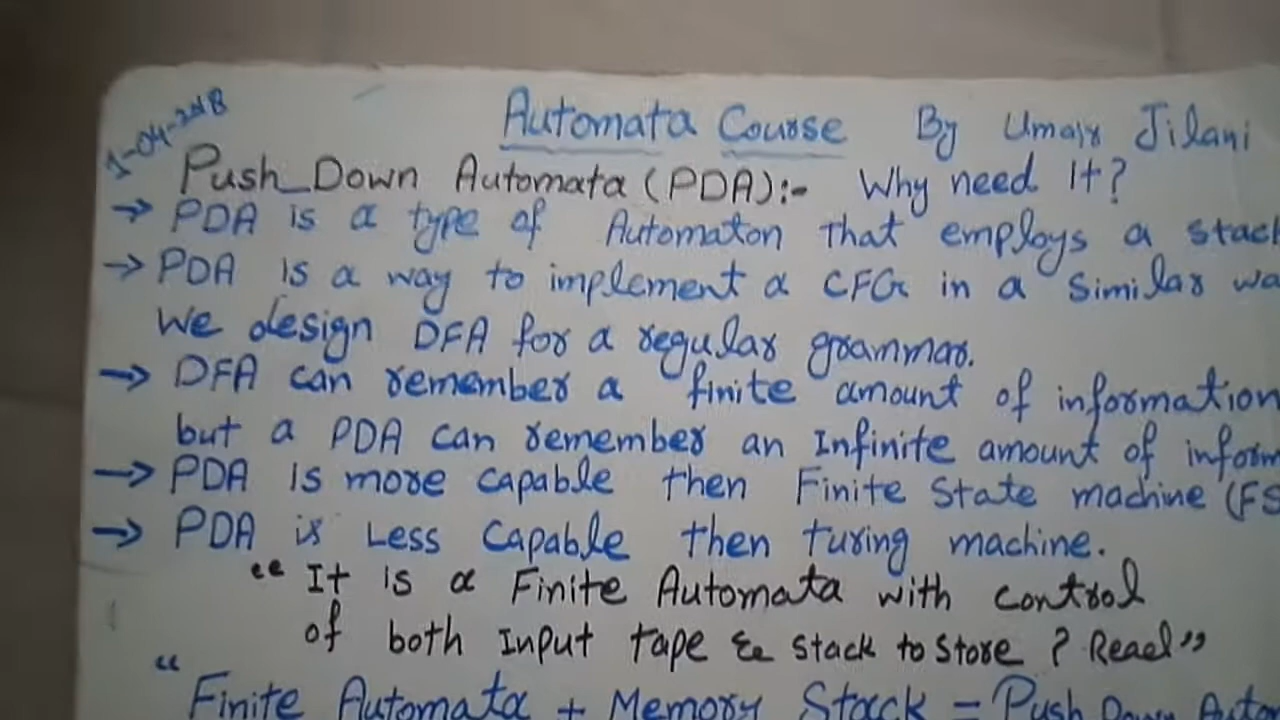 1-04-2018
Automata Course By Umair Jilani
Push_Down Automata (PDA):- Why need It?
→ PDA is a type of Automaton that employs a stack
→ PDA is a way to implement a CFG in a similar wa
We design DFA for a regular grammar.
→ DFA can remember a finite amount of information
but a PDA can remember an Infinite amount of inform
→ PDA is more capable then Finite State machine (FS
→ PDA is Less Capable then turing machine.
“ It is a Finite Automata with control
of both Input tape & stack to store ? Read ”
“ Finite Automata + Memory Stack = Push Down Auto